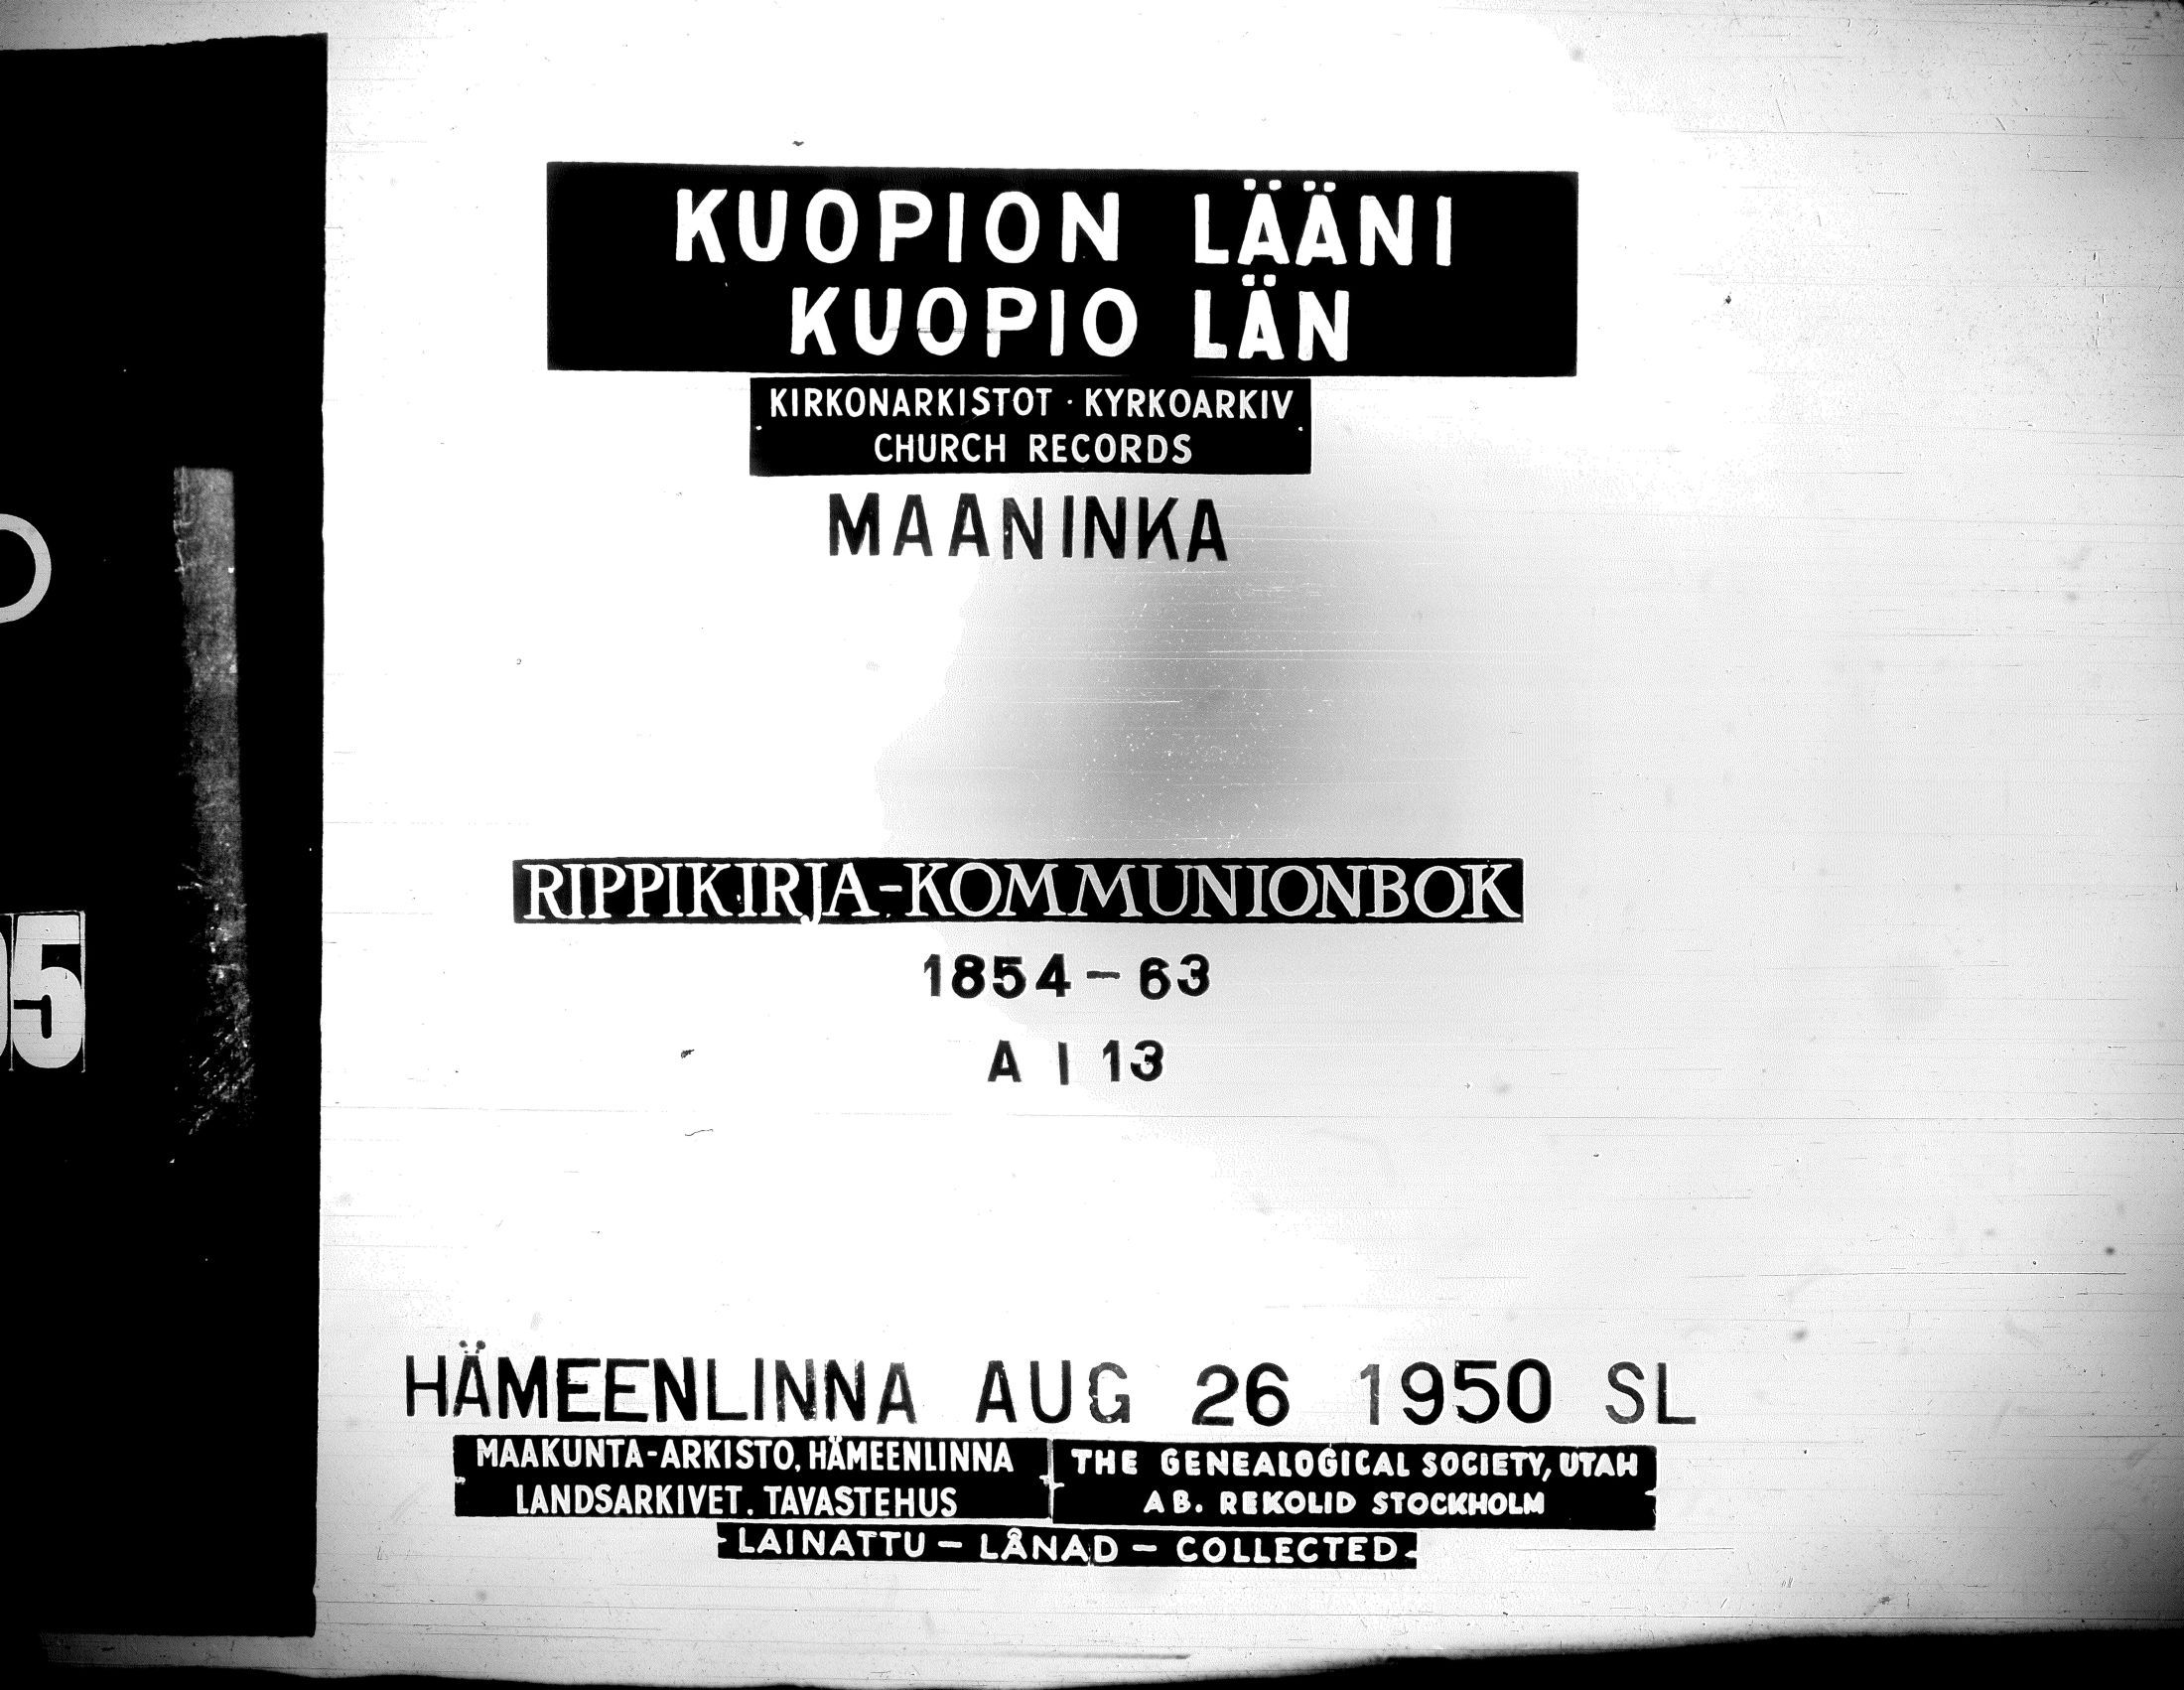 KUOPION LÄÄNI
KUOPIO LÄN
KIRKONARKISTOT · KYRKOARKIV
CHURCH RECORDS
MAANINKA
RIPPIKIRJA-KOMMUNIONBOK
1854-63
A I 13
5
HÄMEENLINNA AUG 26 1950 SL
MAAKUNTA-ARKISTO, HÄMEENLINNA
LANDSARKIVET. TAVASTEHUS
THE GENEALOGICAL SOCIETY, UTAH
AB. REKOLID STOCKHOLM
LAINATTU - LÅNAD - COLLECTED